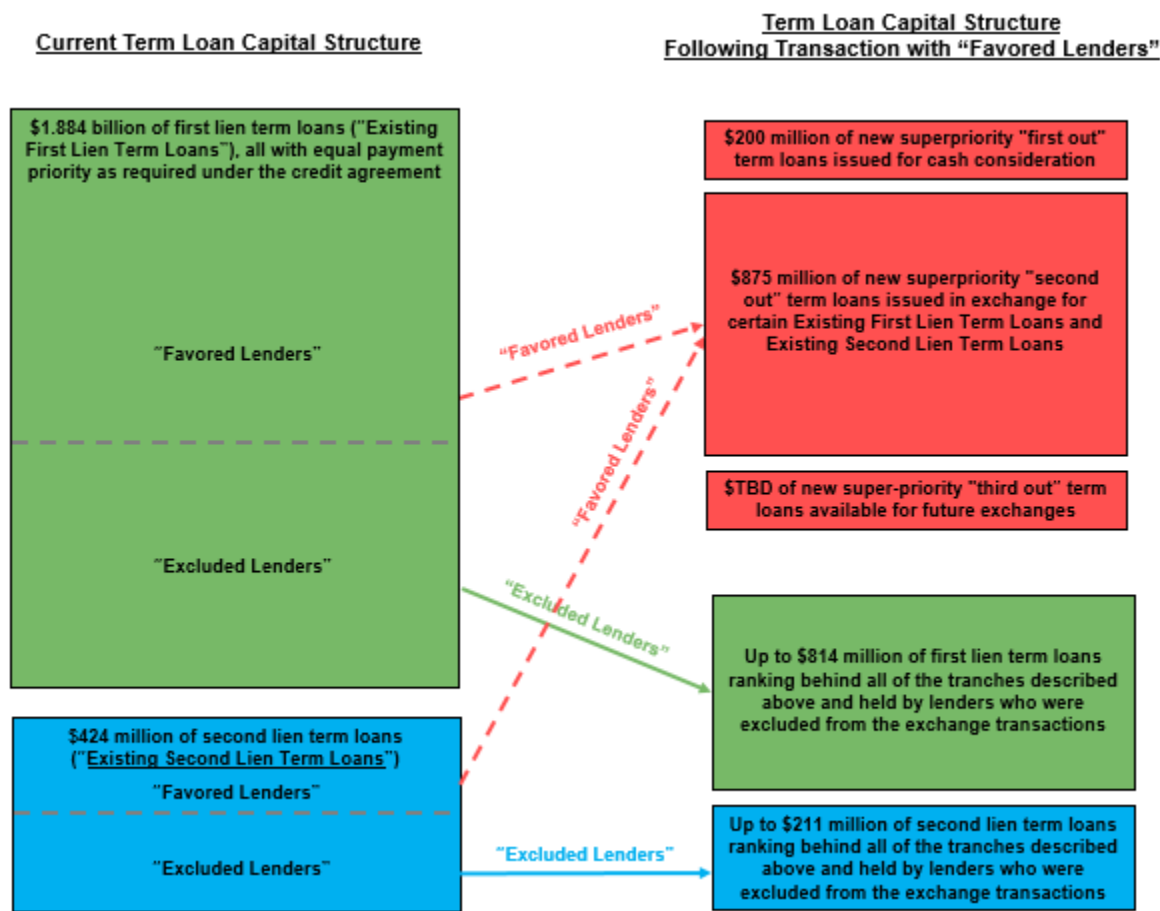 Current Term Loan Capital Structure
Term Loan Capital Structure
Following Transaction with “Favored Lenders”
$1.884 billion of first lien term loans ("Existing
First Lien Term Loans"), all with equal payment
priority as required under the credit agreement
"Favored Lenders"
"Excluded Lenders"
$424 million of second lien term loans
("Existing Second Lien Term Loans")
"Favored Lenders"
"Excluded Lenders"
“Favored Lenders”
“Favored Lenders”
“Excluded Lenders”
“Excluded Lenders”
$200 million of new superpriority "first out"
term loans issued for cash consideration
$875 million of new superpriority "second
out" term loans issued in exchange for
certain Existing First Lien Term Loans and
Existing Second Lien Term Loans
$TBD of new super-priority "third out" term
loans available for future exchanges
Up to $814 million of first lien term loans
ranking behind all of the tranches described
above and held by lenders who were
excluded from the exchange transactions
Up to $211 million of second lien term loans
ranking behind all of the tranches described
above and held by lenders who were
excluded from the exchange transactions